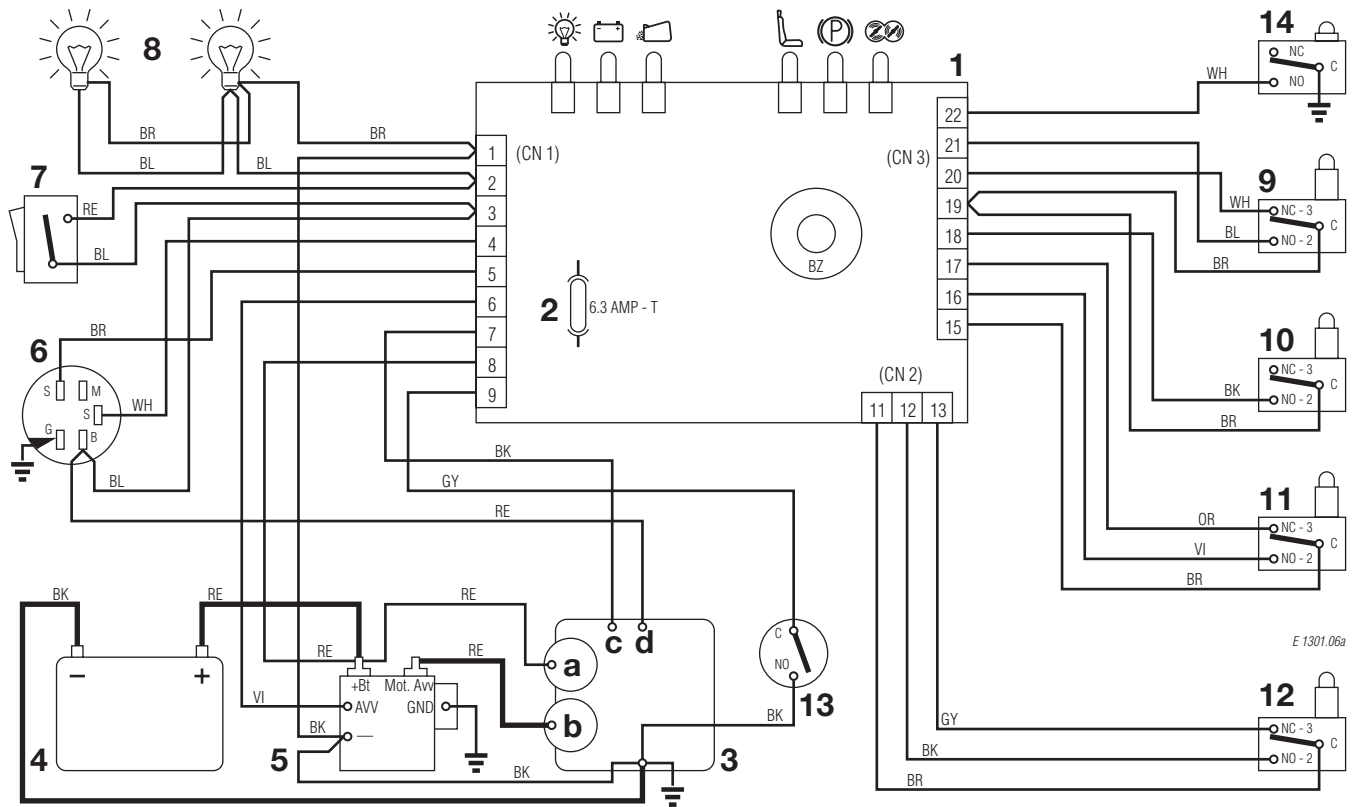 8
1
14
NC
C
NO
WH
BR
BR
BL
BL
7
RE
BL
(CN 1)
1
2
3
4
5
6
7
8
9
(CN 3)
22
21
20
19
18
17
16
15
BZ
2
6.3 AMP - T
(CN 2)
11
12
13
9
WH
NC - 3
C
BL
NO - 2
BR
10
NC - 3
C
BK
NO - 2
BR
6
BR
S
M
S
WH
G
B
BL
BK
GY
RE
11
OR
NC - 3
C
VI
NO - 2
BR
E 1301.06a
BK
RE
RE
RE
RE
c
d
a
b
C
NO
13
BK
−
+
+Bt
Mot. Avv
VI
AVV
GND
BK
—
4
5
BK
3
12
GY
NC - 3
C
BK
NO - 2
BR
P
- +